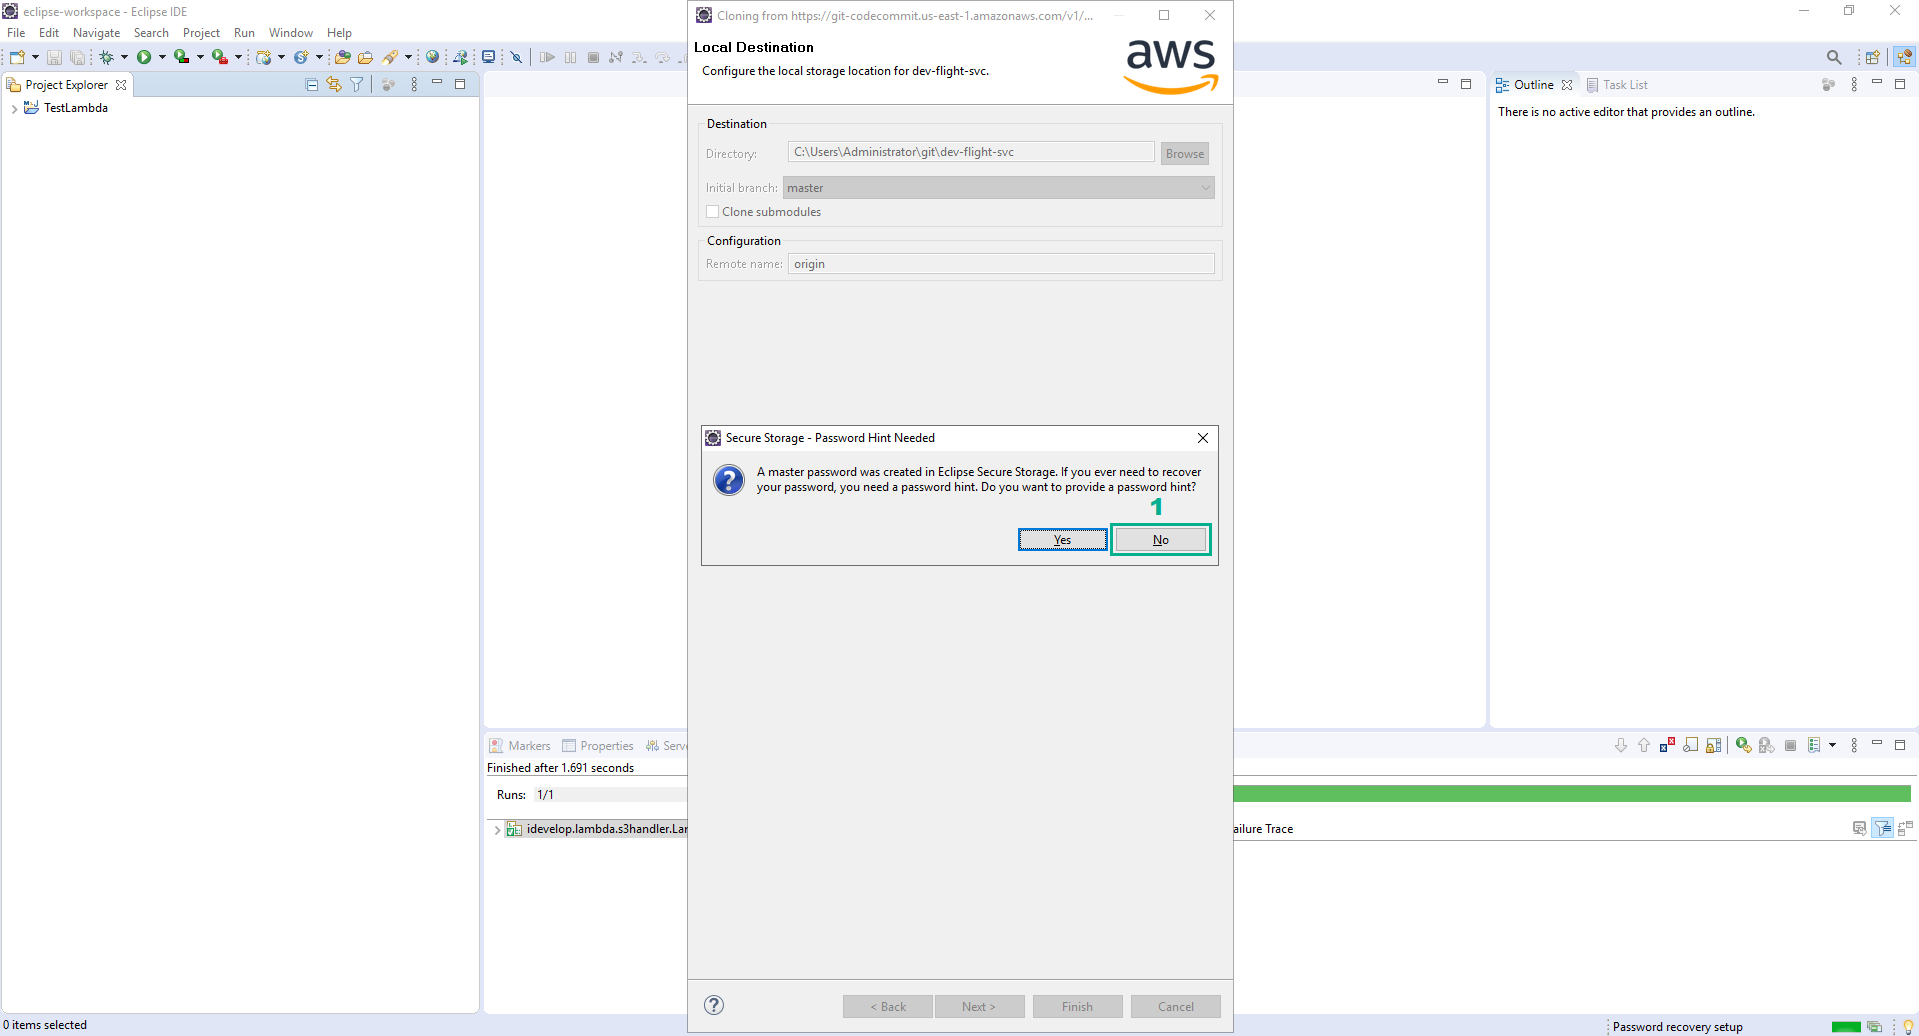 eclipse-workspace - Eclipse IDE
File Edit Navigate Search Project Run Window Help
Project Explorer
TestLambda
Cloning from https://git-codecommit.us-east-1.amazonaws.com/v1/...
Local Destination
Configure the local storage location for dev-flight-svc.
aws
Destination
Directory: C:\Users\Administrator\git\dev-flight-svc Browse
Initial branch: master
Clone submodules
Configuration
Remote name: origin
Secure Storage - Password Hint Needed
A master password was created in Eclipse Secure Storage. If you ever need to recover
your password, you need a password hint. Do you want to provide a password hint?
1
Yes No
< Back Next > Finish Cancel
Outline Task List
There is no active editor that provides an outline.
Markers Properties Serve
Finished after 1.691 seconds
Runs: 1/1
idevelop.lambda.s3handler.Lar
ailure Trace
0 items selected
Password recovery setup